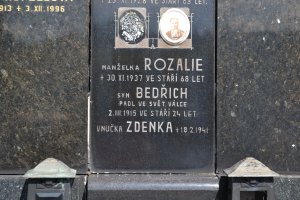 913 + 3.XII.1996
MANŽELKA ROZALIE
+ 30.XI.1937 VE STÁŘÍ 68 LET
SYN BEDŘICH
PADL VE SVĚT. VÁLCE
2.III.1915 VE STÁŘÍ 24 LET
VNUČKA ZDENKA + 18.2.1941